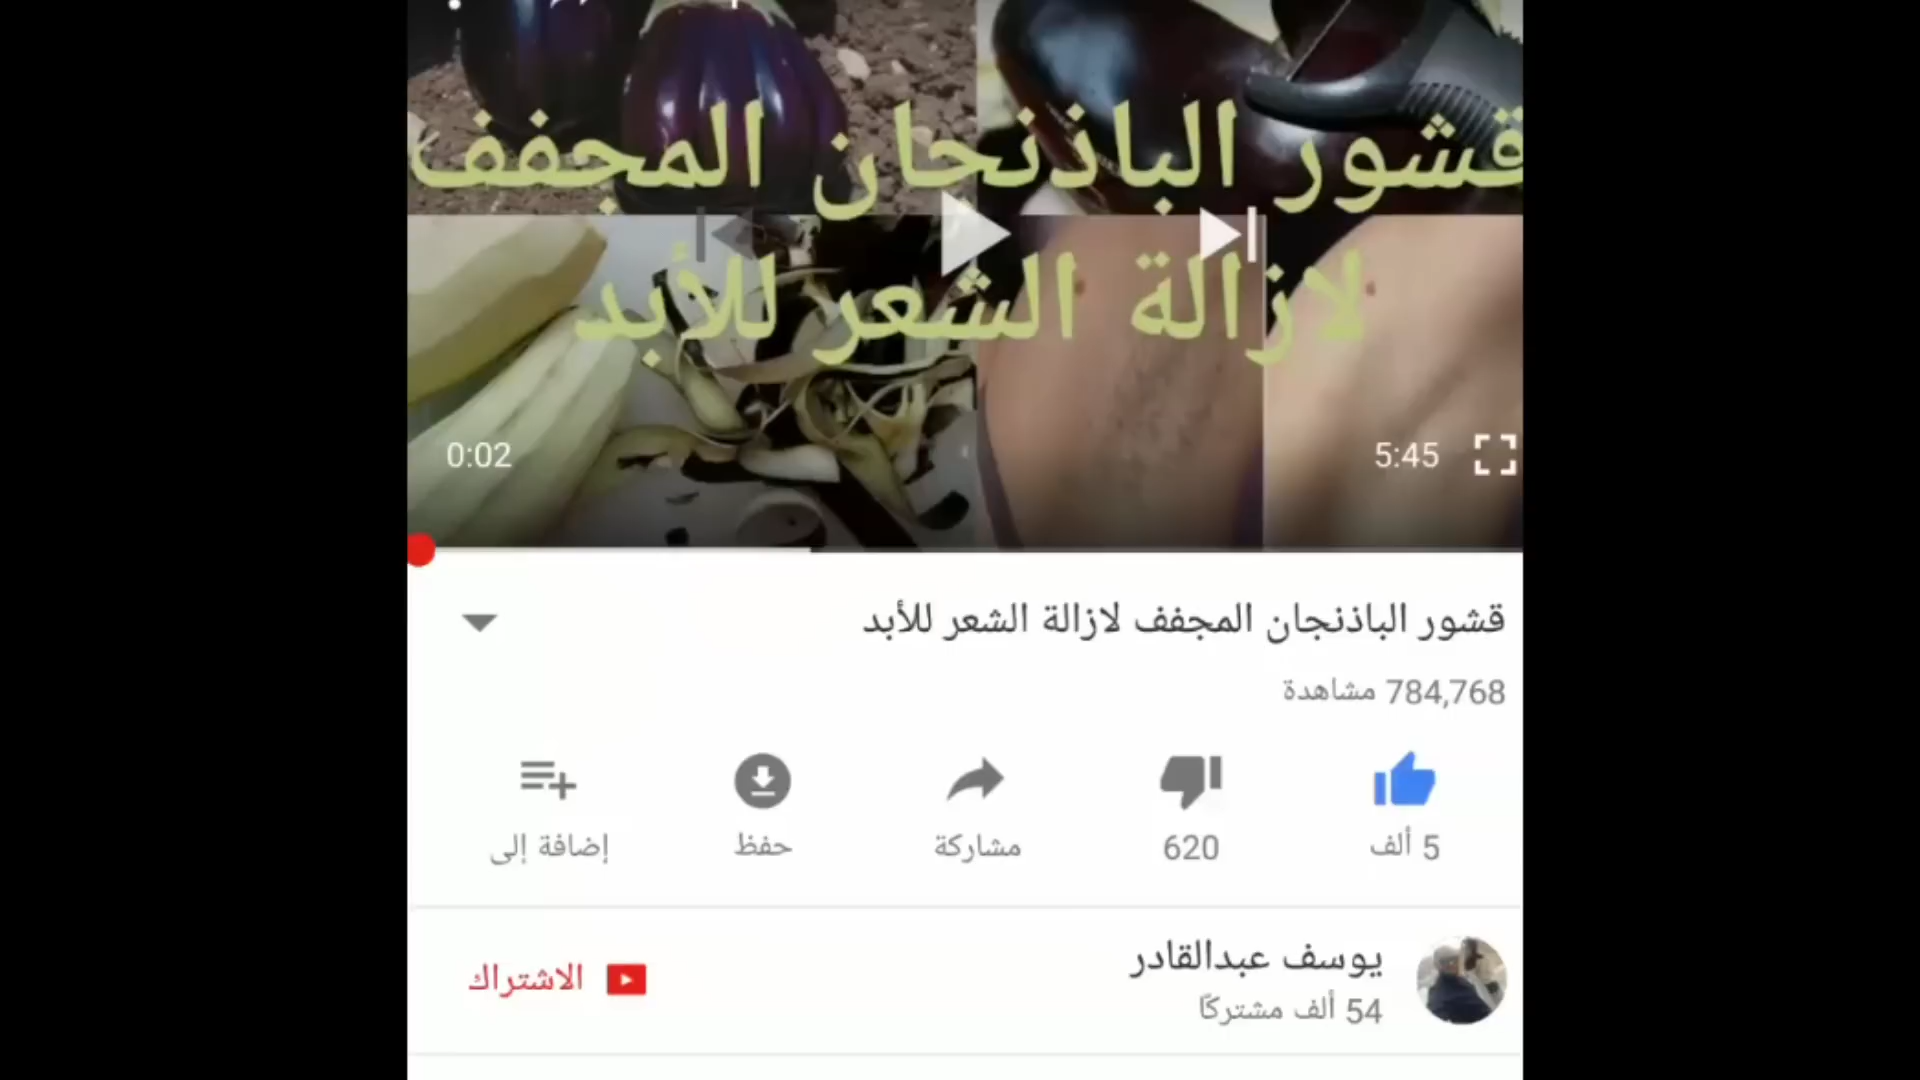 قشور الباذنجان المجفف
لازالة الشعر للأبد
0:02
5:45
قشور الباذنجان المجفف لازالة الشعر للأبد
784,768 مشاهدة
5 ألف
620
مشاركة
حفظ
إضافة إلى
يوسف عبدالقادر
54 ألف مشتركًا
الاشتراك